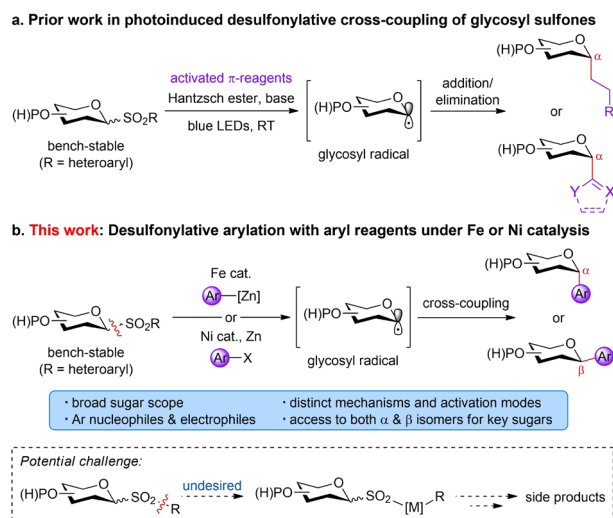 a. Prior work in photoinduced desulfonylative cross-coupling of glycosyl sulfones
(H)PO
O
SO2R
bench-stable
(R = heteroaryl)
activated π-reagents
Hantzsch ester, base
blue LEDs, RT
(H)PO
O
glycosyl radical
addition/
elimination
(H)PO
O
α
R
or
(H)PO
O
α
Y
X
b. This work: Desulfonylative arylation with aryl reagents under Fe or Ni catalysis
(H)PO
O
SO2R
bench-stable
(R = heteroaryl)
Fe cat.
Ar—[Zn]
or
Ni cat., Zn
Ar—X
(H)PO
O
glycosyl radical
cross-coupling
(H)PO
O
α
Ar
or
(H)PO
O
Ar
β
· broad sugar scope
· distinct mechanisms and activation modes
· Ar nucleophiles & electrophiles
· access to both α & β isomers for key sugars
Potential challenge:
(H)PO
O
SO2
R
undesired
(H)PO
O
SO2
[M]
R
side products